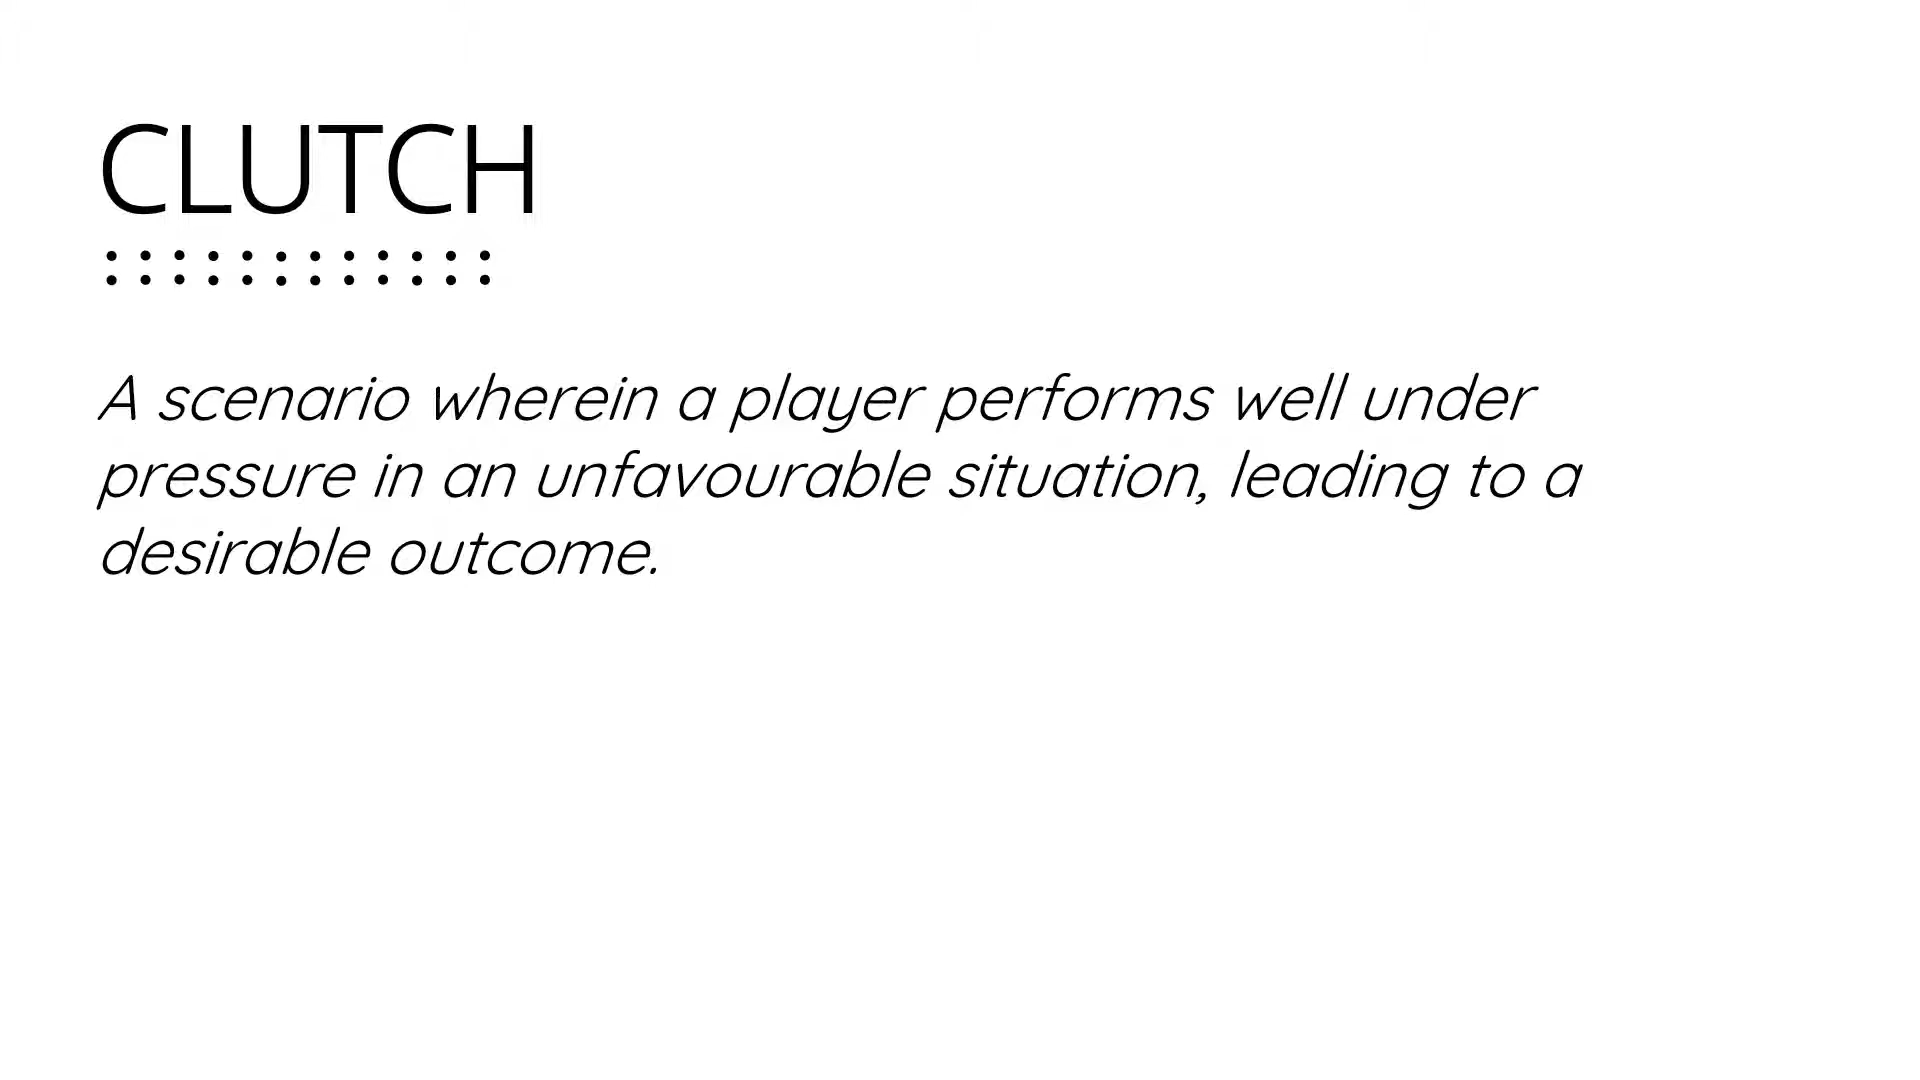 CLUTCH
A scenario wherein a player performs well under
pressure in an unfavourable situation, leading to a
desirable outcome.